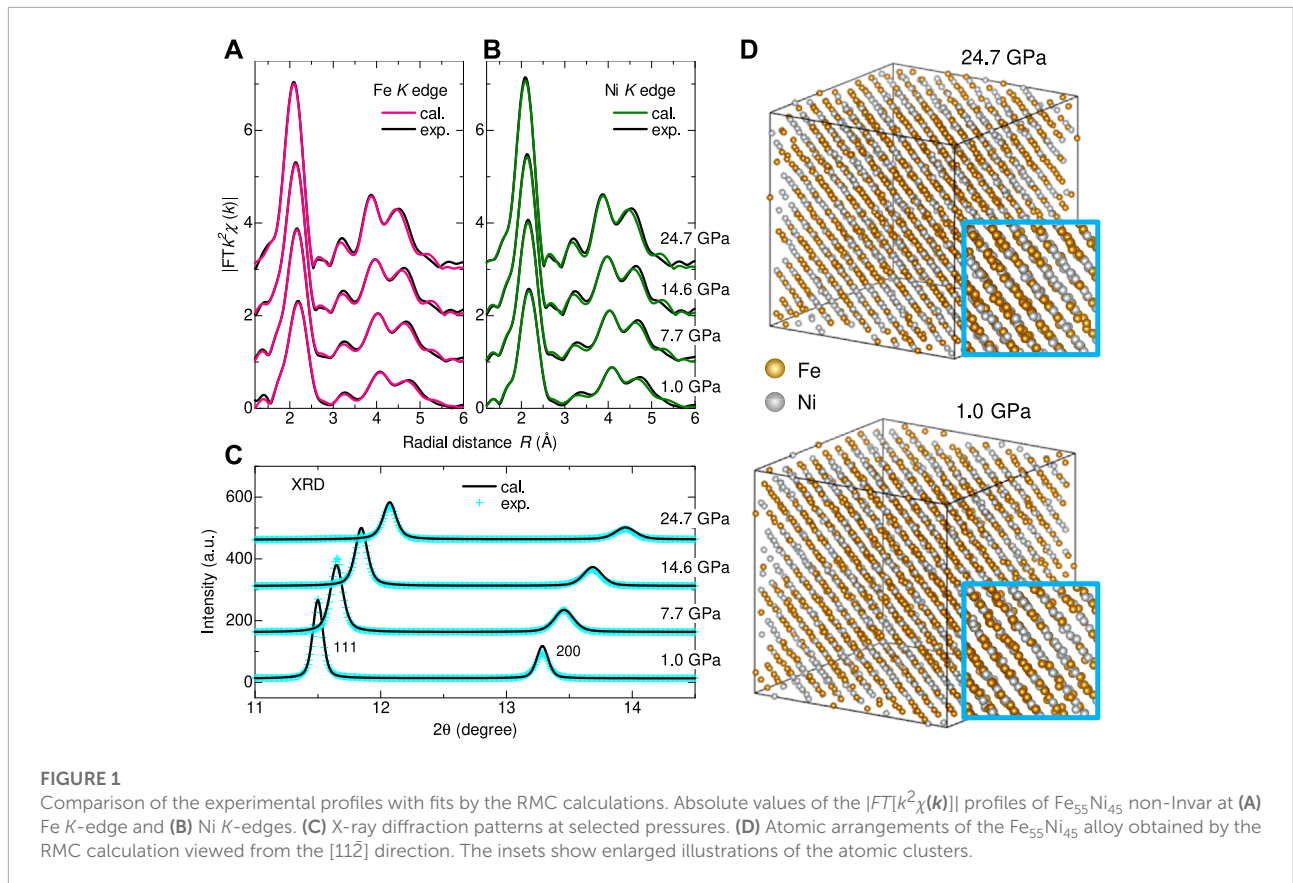 A
B
D
Fe K edge
cal.
exp.
Ni K edge
cal.
exp.
|FTk²χ(k)|
0
2
4
6
0
2
4
6
24.7 GPa
14.6 GPa
7.7 GPa
1.0 GPa
2
3
4
5
6
2
3
4
5
6
Radial distance R (Å)
C
XRD
cal.
exp.
Intensity (a.u.)
600
400
200
0
24.7 GPa
14.6 GPa
7.7 GPa
1.0 GPa
111
200
11
12
13
14
2θ (degree)
24.7 GPa
Fe
Ni
1.0 GPa
FIGURE 1
Comparison of the experimental profiles with fits by the RMC calculations. Absolute values of the |FT[k²χ(k)]| profiles of Fe₅₅Ni₄₅ non-Invar at (A)
Fe K-edge and (B) Ni K-edges. (C) X-ray diffraction patterns at selected pressures. (D) Atomic arrangements of the Fe₅₅Ni₄₅ alloy obtained by the
RMC calculation viewed from the [112̄] direction. The insets show enlarged illustrations of the atomic clusters.